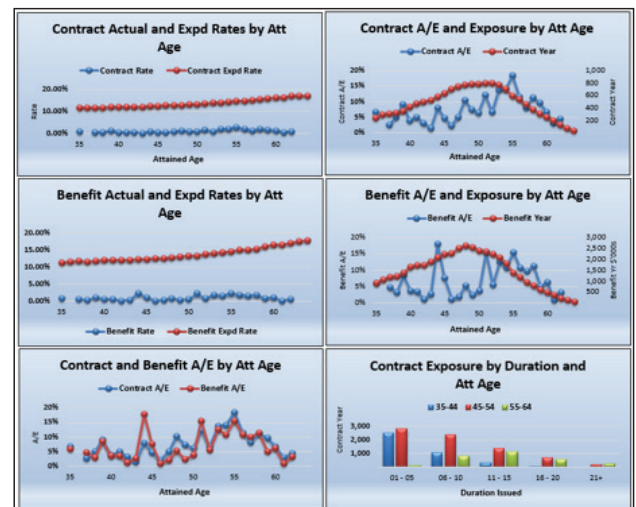 Contract Actual and Expd Rates by Att
Age
Contract Rate Contract Expd Rate
20.00%
10.00%
0.00%
Rate
35 40 45 50 55 60
Attained Age
Contract A/E and Exposure by Att Age
Contract A/E Contract Year
20%
15%
10%
5%
0%
Contract A/E
1,000
800
600
400
200
Contract Year
35 40 45 50 55 60
Attained Age
Benefit Actual and Expd Rates by Att
Age
20.00%
15.00%
10.00%
5.00%
0.00%
35 40 45 50 55 60
Benefit Rate Benefit Expd Rate
Benefit A/E and Exposure by Att Age
Benefit A/E Benefit Year
20%
15%
10%
5%
0%
Benefit A/E
3,000
2,500
2,000
1,500
1,000
500
Benefit Yr $'000s
35 40 45 50 55 60
Attained Age
Contract and Benefit A/E by Att Age
Contract A/E Benefit A/E
20%
15%
10%
5%
0%
A/E
35 40 45 50 55 60
Attained Age
Contract Exposure by Duration and
Att Age
35-44 45-54 55-64
3,000
2,000
1,000
Contract Year
01 - 05 06 - 10 11 - 15 16 - 20 21+
Duration Issued